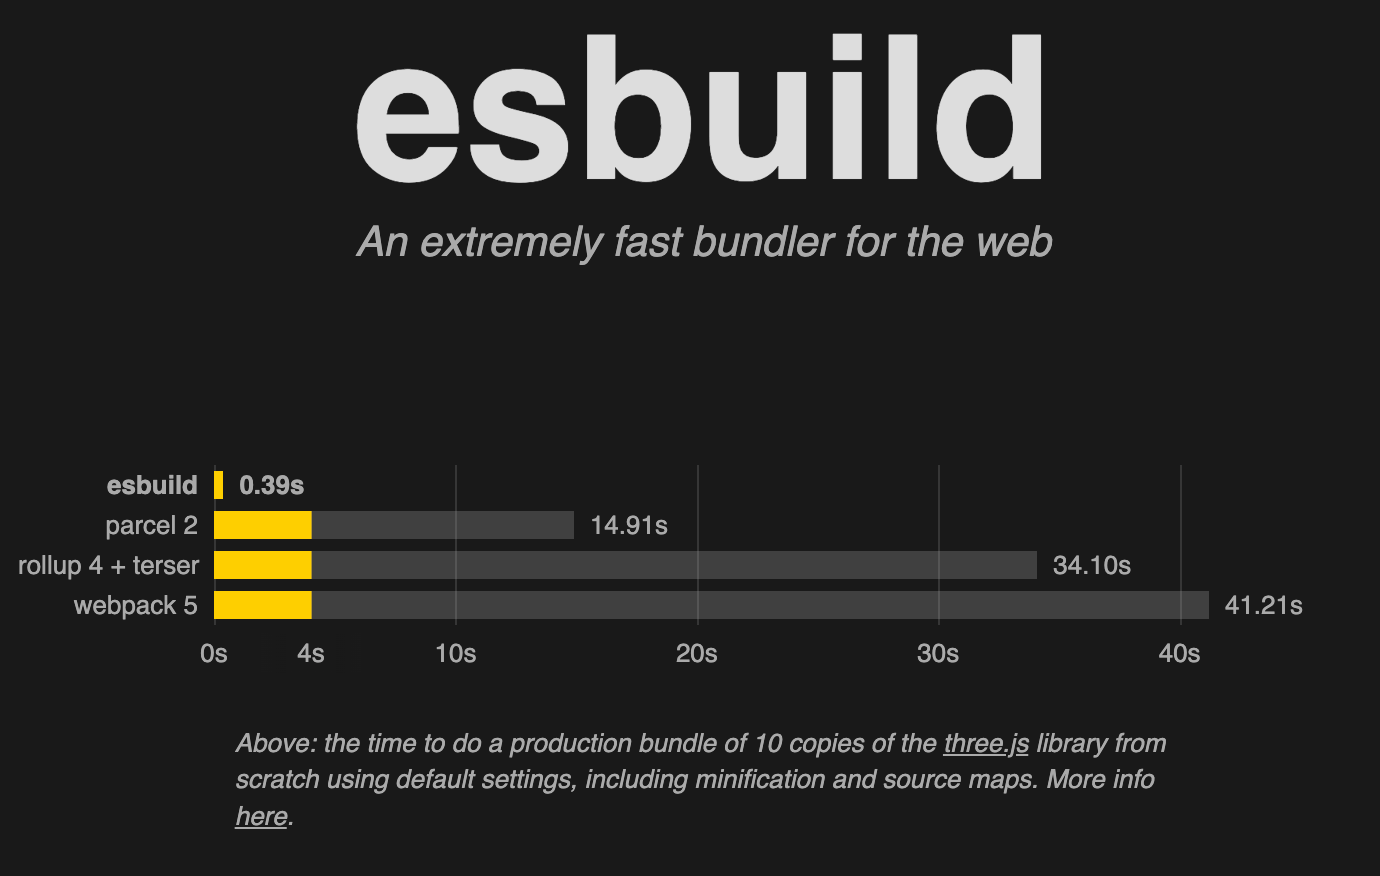 esbuild
An extremely fast bundler for the web
esbuild 0.39s
parcel 2 14.91s
rollup 4 + terser 34.10s
webpack 5 41.21s
0s 4s 10s 20s 30s 40s
Above: the time to do a production bundle of 10 copies of the three.js library from
scratch using default settings, including minification and source maps. More info
here.